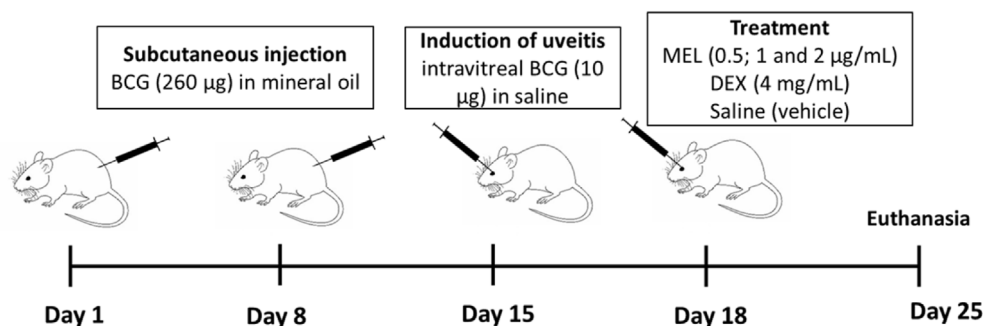 Subcutaneous injection
BCG (260 µg) in mineral oil
Induction of uveitis
intravitreal BCG (10
µg) in saline
Treatment
MEL (0.5; 1 and 2 µg/mL)
DEX (4 mg/mL)
Saline (vehicle)
Euthanasia
Day 1
Day 8
Day 15
Day 18
Day 25